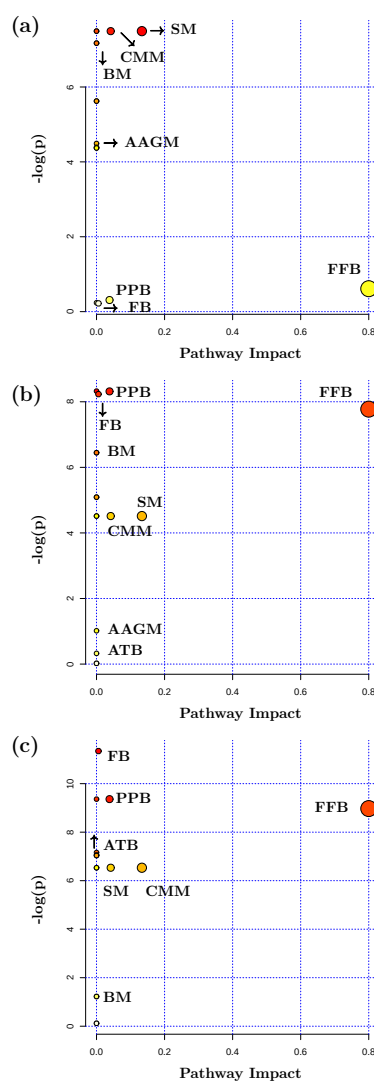 (a)
SM
CMM
BM
AAGM
FFB
PPB
FB
-log(p)
0 2 4 6
0.0 0.2 0.4 0.6 0.8
Pathway Impact
(b)
PPB
FFB
FB
BM
SM
CMM
AAGM
ATB
-log(p)
0 2 4 6 8
0.0 0.2 0.4 0.6 0.8
Pathway Impact
(c)
FB
PPB
FFB
ATB
SM CMM
BM
-log(p)
0 2 4 6 8 10
0.0 0.2 0.4 0.6 0.8
Pathway Impact